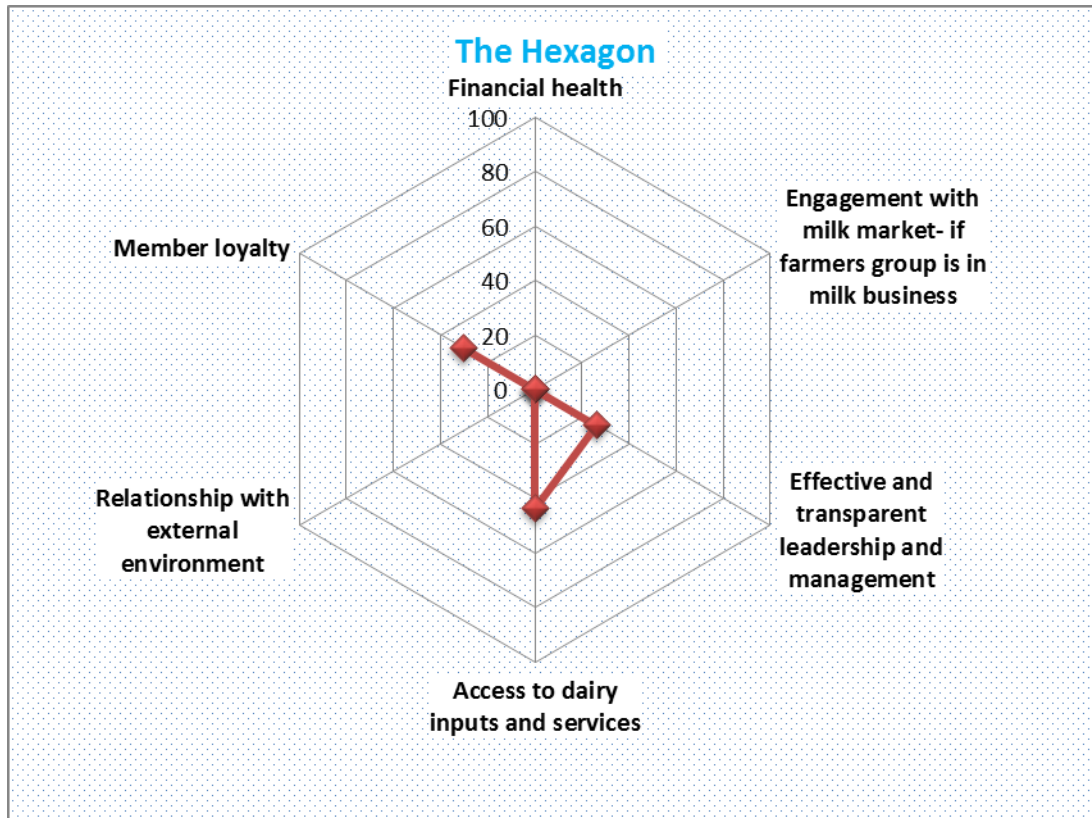 The Hexagon
Financial health
100
80
60
40
20
0
Engagement with
milk market- if
farmers group is in
milk business
Member loyalty
Relationship with
external
environment
Effective and
transparent
leadership and
management
Access to dairy
inputs and services